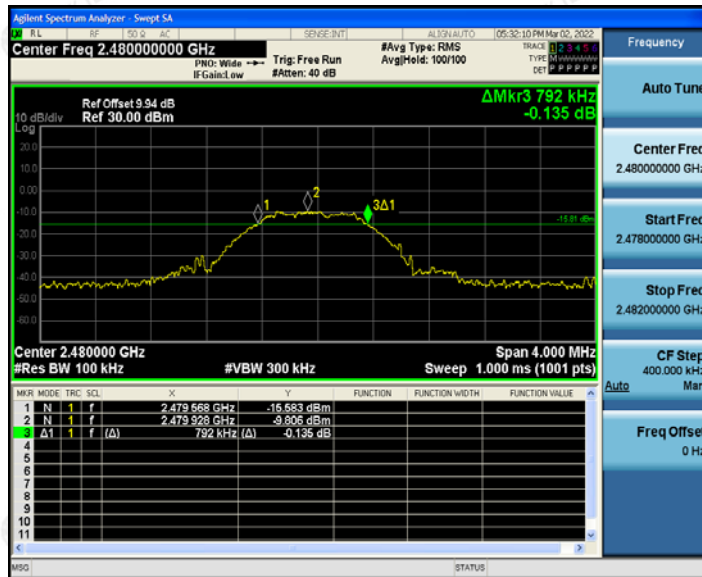 Agilent Spectrum Analyzer - Swept SA
RL RF 50 Ω AC SENSE:INT ALIGN AUTO 05:32:10 PM Mar 02, 2022
Center Freq 2.480000000 GHz
PNO: Wide
IFGain:Low
Trig: Free Run
#Atten: 40 dB
#Avg Type: RMS
Avg|Hold: 100/100
TRACE 1 2 3 4 5 6
TYPE M
DET P P P P P P
Frequency
Auto Tune
Center Freq
2.480000000 GHz
Start Freq
2.478000000 GHz
Stop Freq
2.482000000 GHz
CF Step
400.000 kHz
Auto Man
Freq Offset
0 Hz
Ref Offset 9.94 dB
10 dB/div Ref 30.00 dBm
Log
ΔMkr3 792 kHz
-0.135 dB
20.0
10.0
0.00
-10.0
-20.0
-30.0
-40.0
-50.0
-60.0
1
2
3Δ1
-15.81 dBm
Center 2.480000 GHz Span 4.000 MHz
#Res BW 100 kHz #VBW 300 kHz Sweep 1.000 ms (1001 pts)
MKR MODE TRC SCL X Y FUNCTION FUNCTION WIDTH FUNCTION VALUE
1 N 1 f 2.479 568 GHz -15.583 dBm
2 N 1 f 2.479 928 GHz -9.806 dBm
3 Δ1 1 f (Δ) 792 kHz (Δ) -0.135 dB
4
5
6
7
8
9
10
11
MSG STATUS